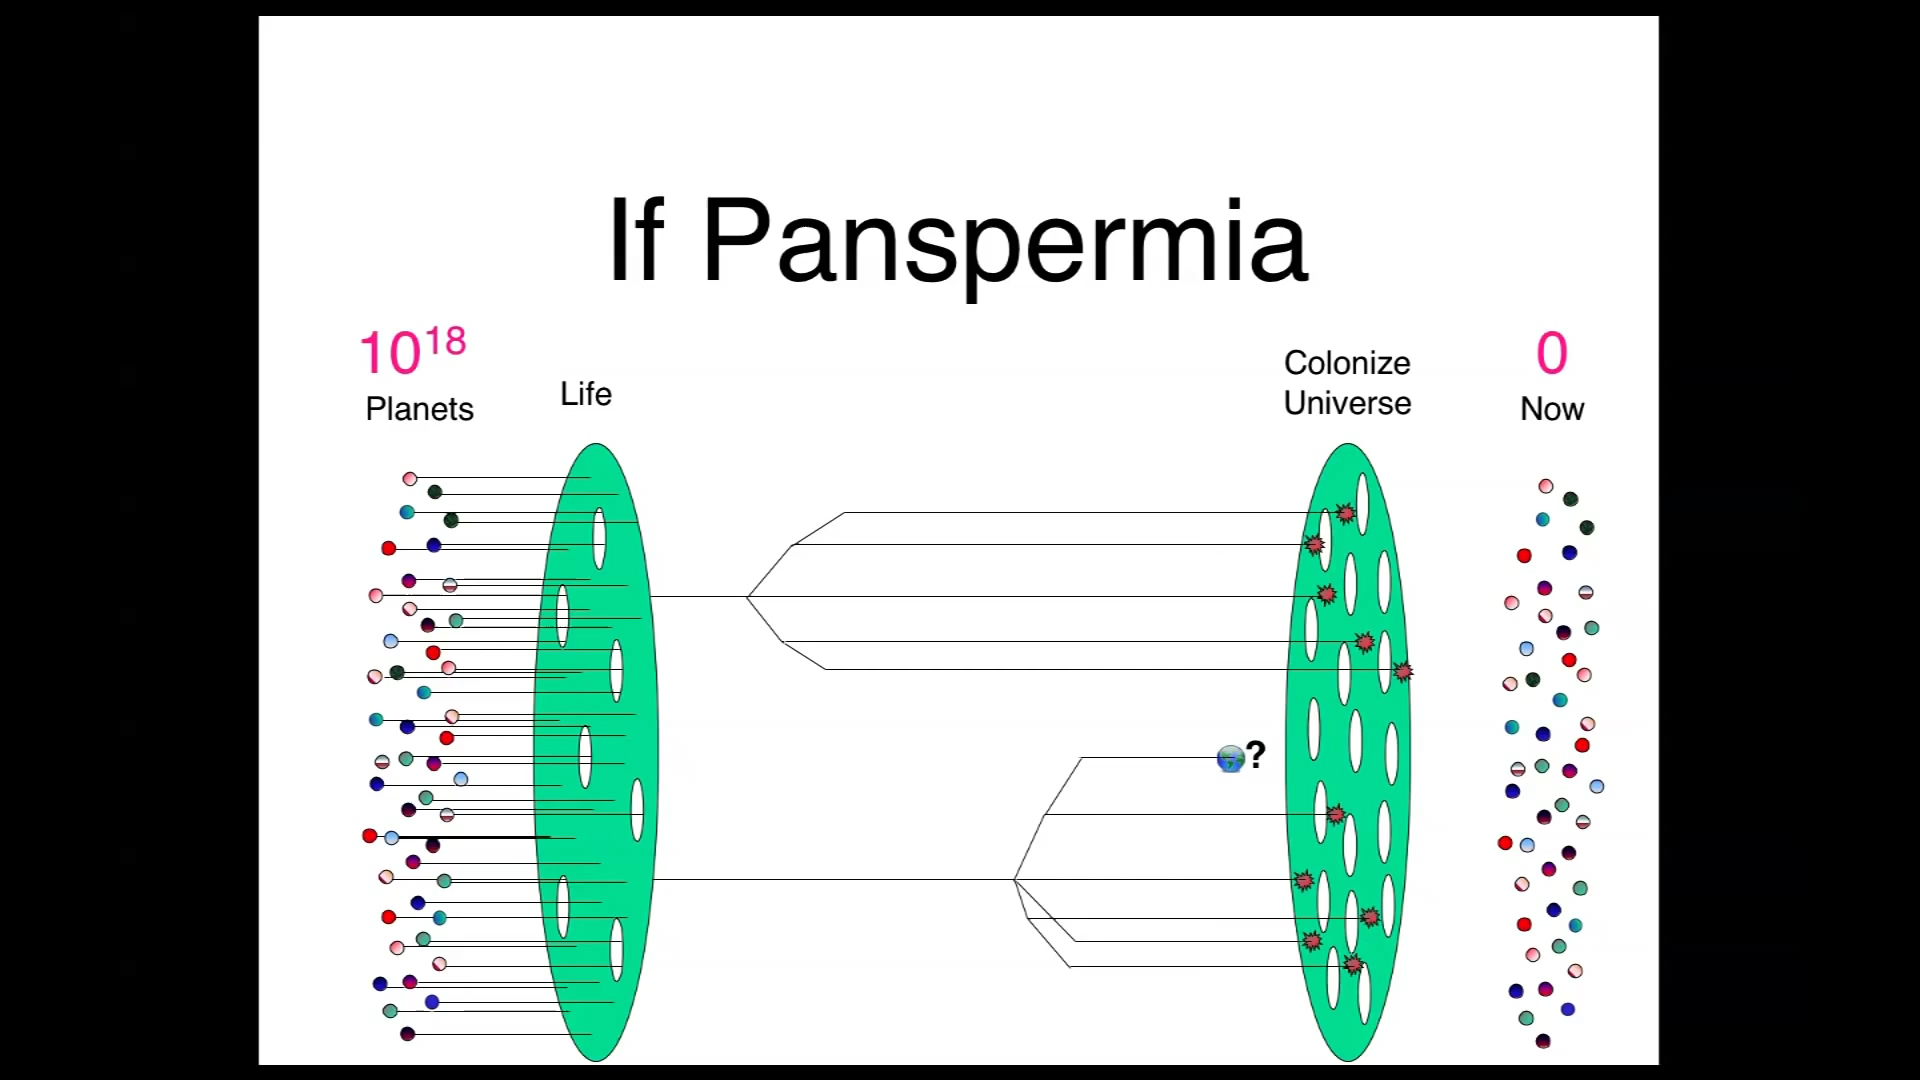 If Panspermia
10¹⁸
Planets
Life
Colonize
Universe
0
Now
?